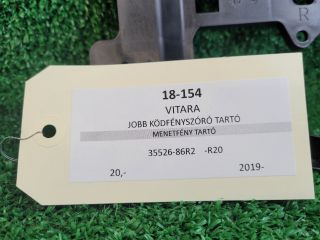 R
18-154
VITARA
JOBB KÖDFÉNYSZÓRÓ TARTÓ
MENETFÉNY TARTÓ
35526-86R2 -R20
20,- 2019-